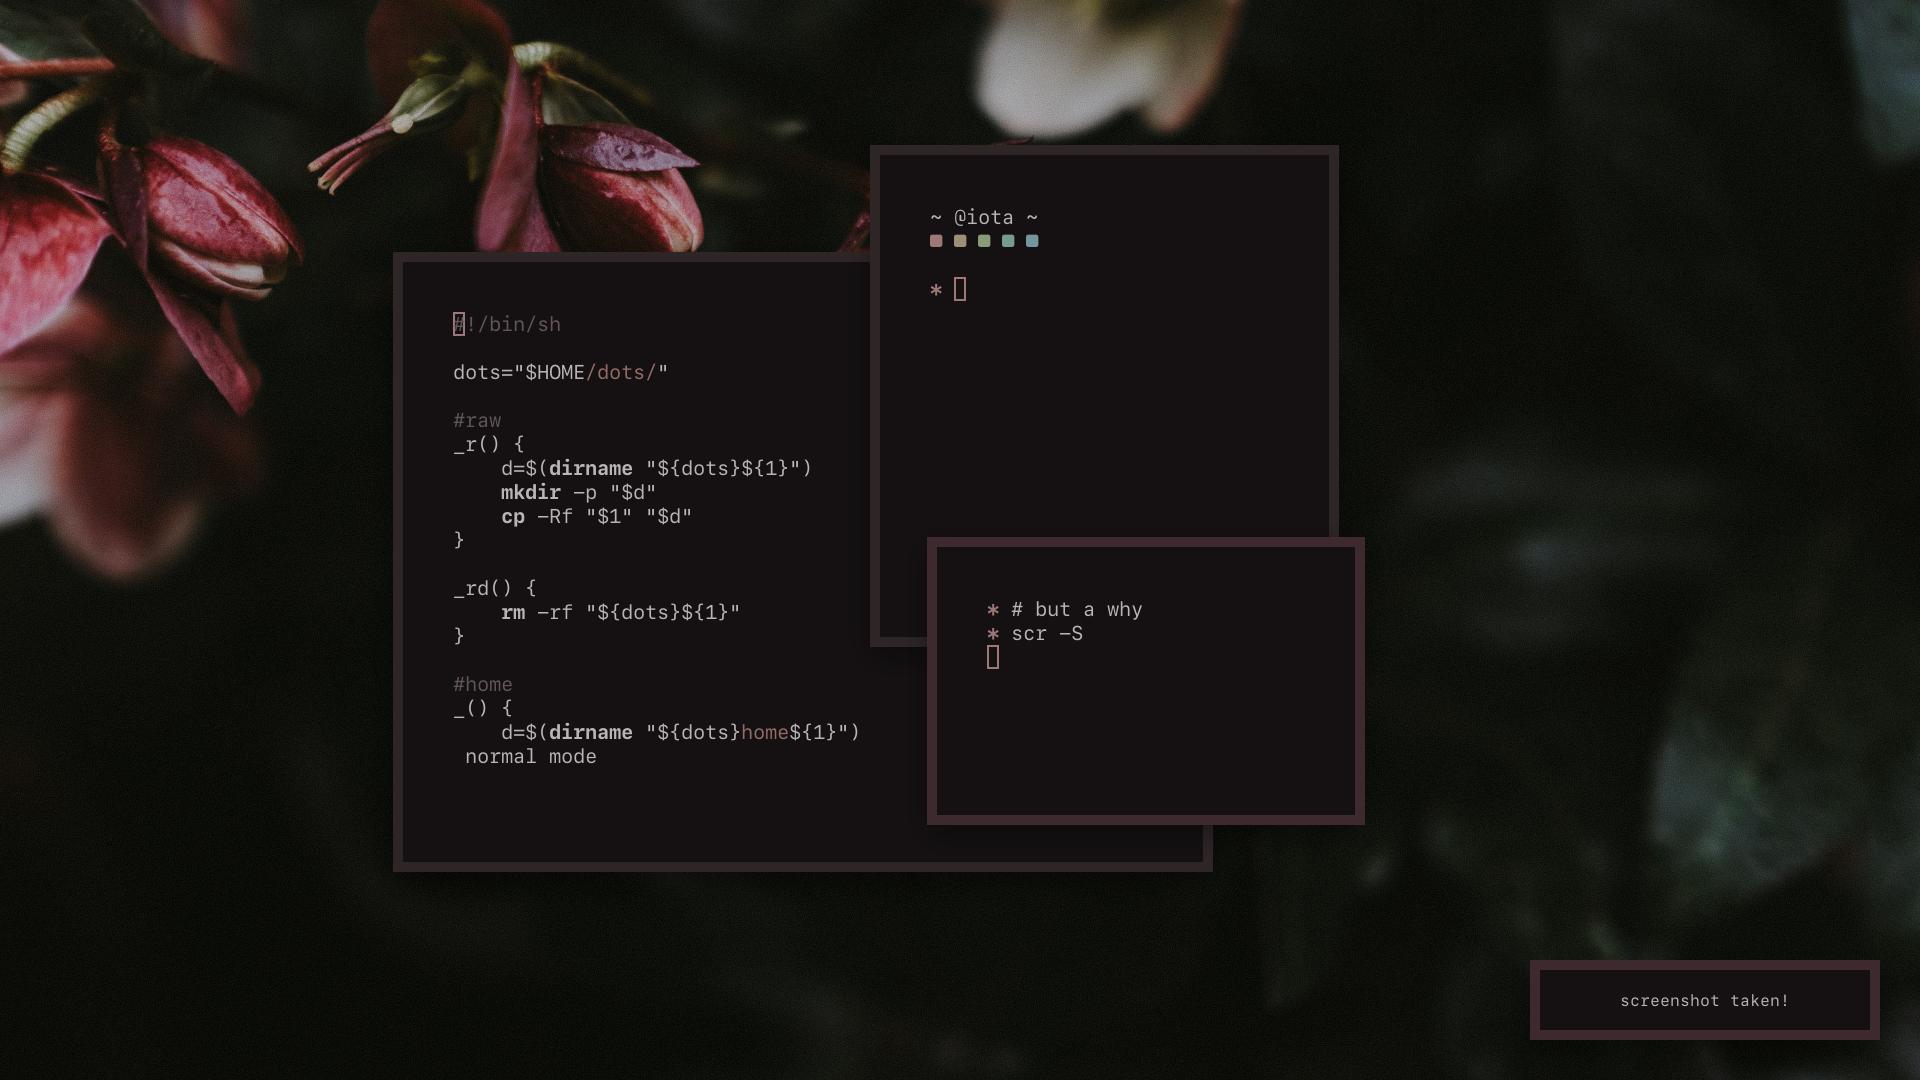 ~ @iota ~
*
#!/bin/sh
dots="$HOME/dots/"
#raw
_r() {
    d=$(dirname "${dots}${1}")
    mkdir -p "$d"
    cp -Rf "$1" "$d"
}
_rd() {
    rm -rf "${dots}${1}"
}
#home
_() {
    d=$(dirname "${dots}home${1}")
 normal mode
* # but a why
* scr -S
screenshot taken!